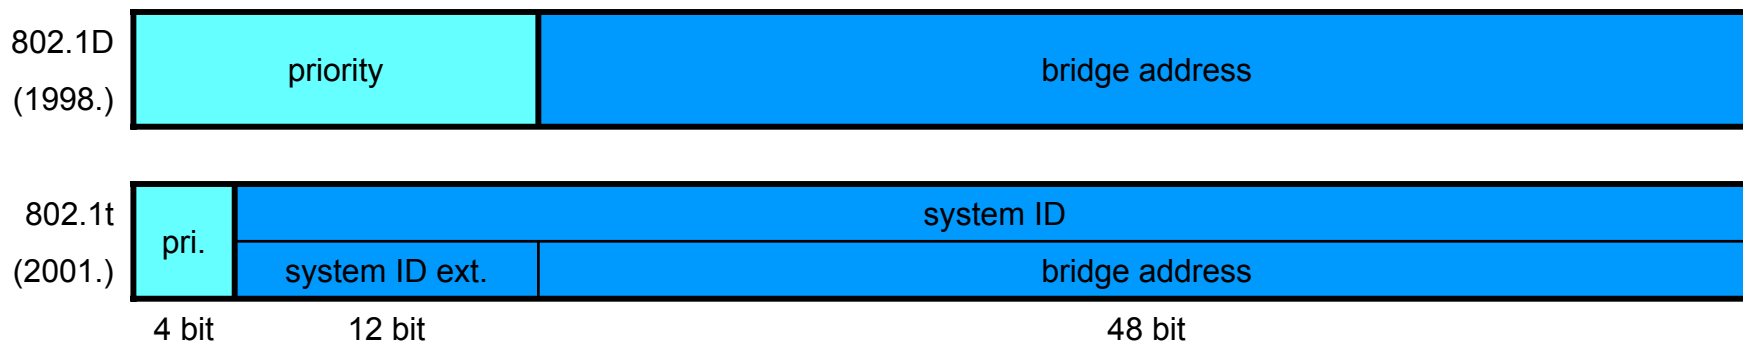 802.1D
(1998.)
priority
bridge address
802.1t
(2001.)
pri.
system ID
system ID ext.
bridge address
4 bit
12 bit
48 bit